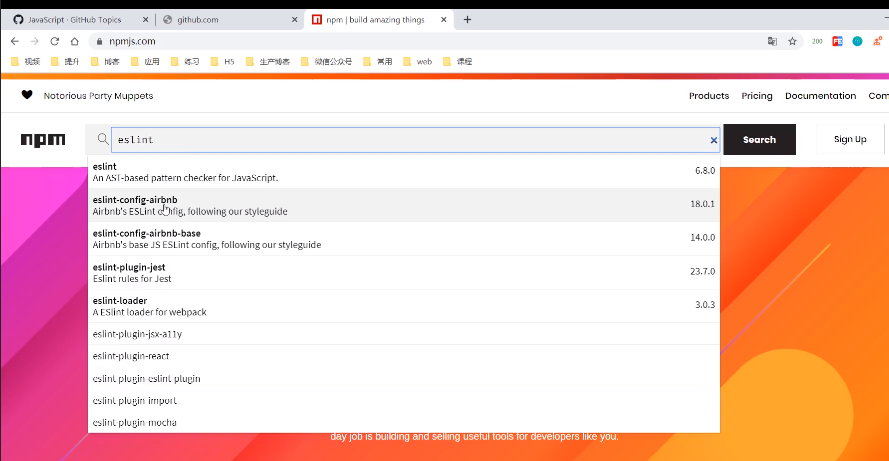 JavaScript · GitHub Topics
github.com
npm | build amazing things
npmjs.com
200
视频 提升 博客 应用 练习 H5 生产博客 微信公众号 常用 web 课程
Notorious Party Muppets
Products Pricing Documentation Com
npm
eslint
Search
Sign Up
eslint
An AST-based pattern checker for JavaScript.
6.8.0
eslint-config-airbnb
Airbnb's ESLint config, following our styleguide
18.0.1
eslint-config-airbnb-base
Airbnb's base JS ESLint config, following our styleguide
14.0.0
eslint-plugin-jest
Eslint rules for Jest
23.7.0
eslint-loader
A ESlint loader for webpack
3.0.3
eslint-plugin-jsx-a11y
eslint-plugin-react
eslint-plugin-eslint-plugin
eslint-plugin-import
eslint-plugin-mocha
day job is building and selling useful tools for developers like you.